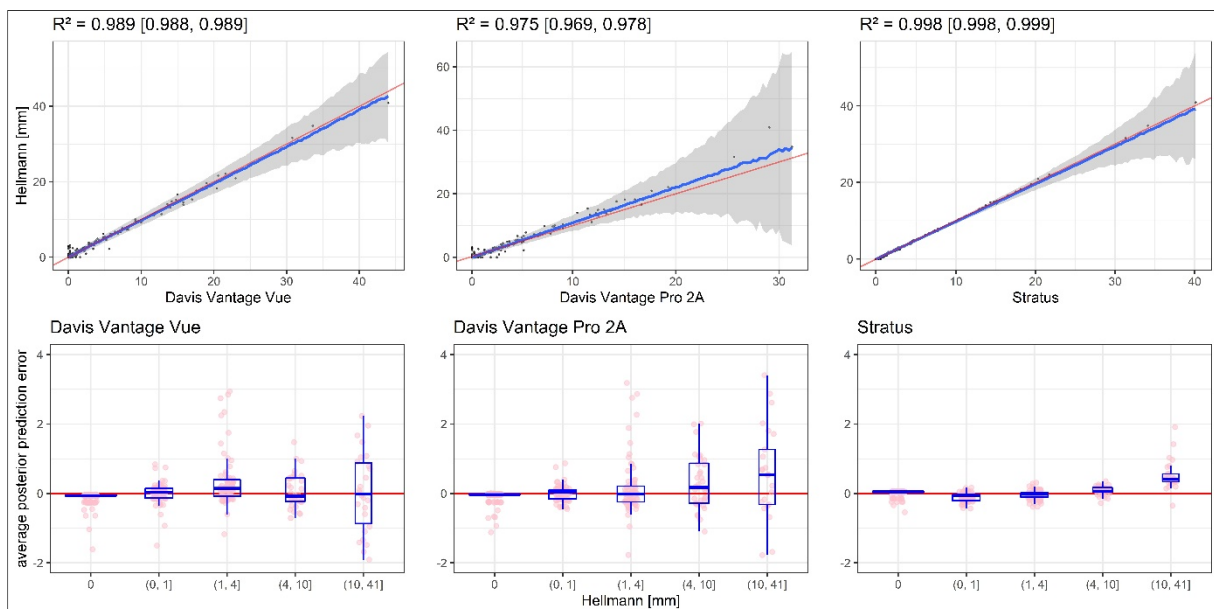 R² = 0.989 [0.988, 0.989]
R² = 0.975 [0.969, 0.978]
R² = 0.998 [0.998, 0.999]
Hellmann [mm]
40
20
0
60
40
20
0
40
20
0
0 10 20 30 40
0 10 20 30
0 10 20 30 40
Davis Vantage Vue
Davis Vantage Pro 2A
Stratus
Davis Vantage Vue
Davis Vantage Pro 2A
Stratus
average posterior prediction error
4
2
0
-2
4
2
0
-2
4
2
0
-2
0 (0, 1] (1, 4] (4, 10] (10, 41]
0 (0, 1] (1, 4] (4, 10] (10, 41]
0 (0, 1] (1, 4] (4, 10] (10, 41]
Hellmann [mm]